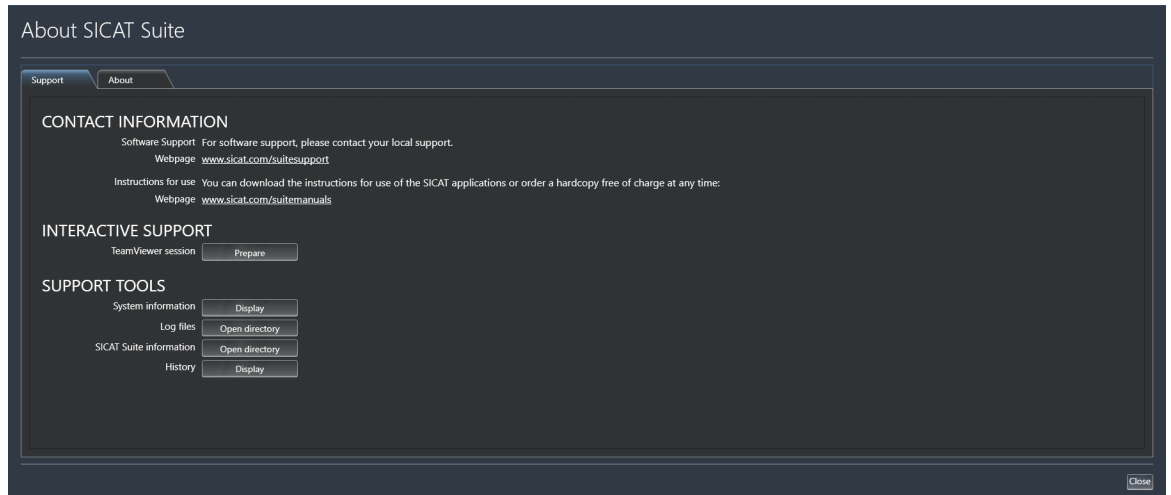 About SICAT Suite
Support
About
CONTACT INFORMATION
Software Support For software support, please contact your local support.
Webpage www.sicat.com/suitesupport
Instructions for use You can download the instructions for use of the SICAT applications or order a hardcopy free of charge at any time:
Webpage www.sicat.com/suitemanuals
INTERACTIVE SUPPORT
TeamViewer session Prepare
SUPPORT TOOLS
System information Display
Log files Open directory
SICAT Suite information Open directory
History Display
Close